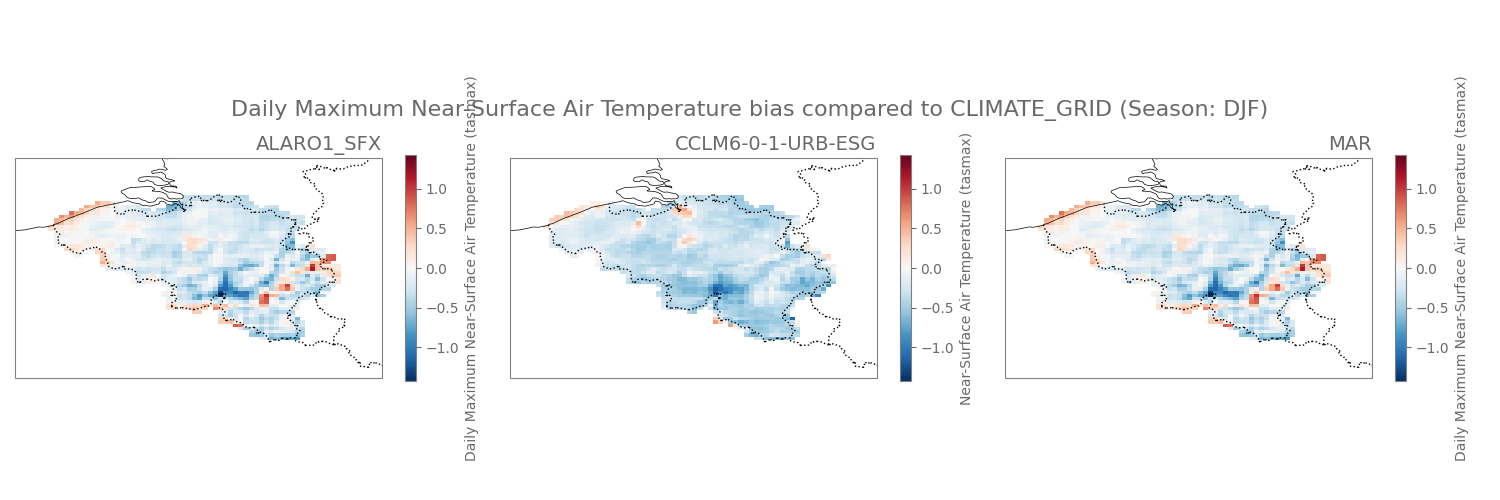 Daily Maximum Near-Surface Air Temperature bias compared to CLIMATE_GRID (Season: DJF)
ALARO1_SFX
1.0
0.5
0.0
−0.5
−1.0
Daily Maximum Near-Surface Air Temperature (tasmax)
CCLM6-0-1-URB-ESG
1.0
0.5
0.0
−0.5
−1.0
Near-Surface Air Temperature (tasmax)
MAR
1.0
0.5
0.0
−0.5
−1.0
Daily Maximum Near-Surface Air Temperature (tasmax)